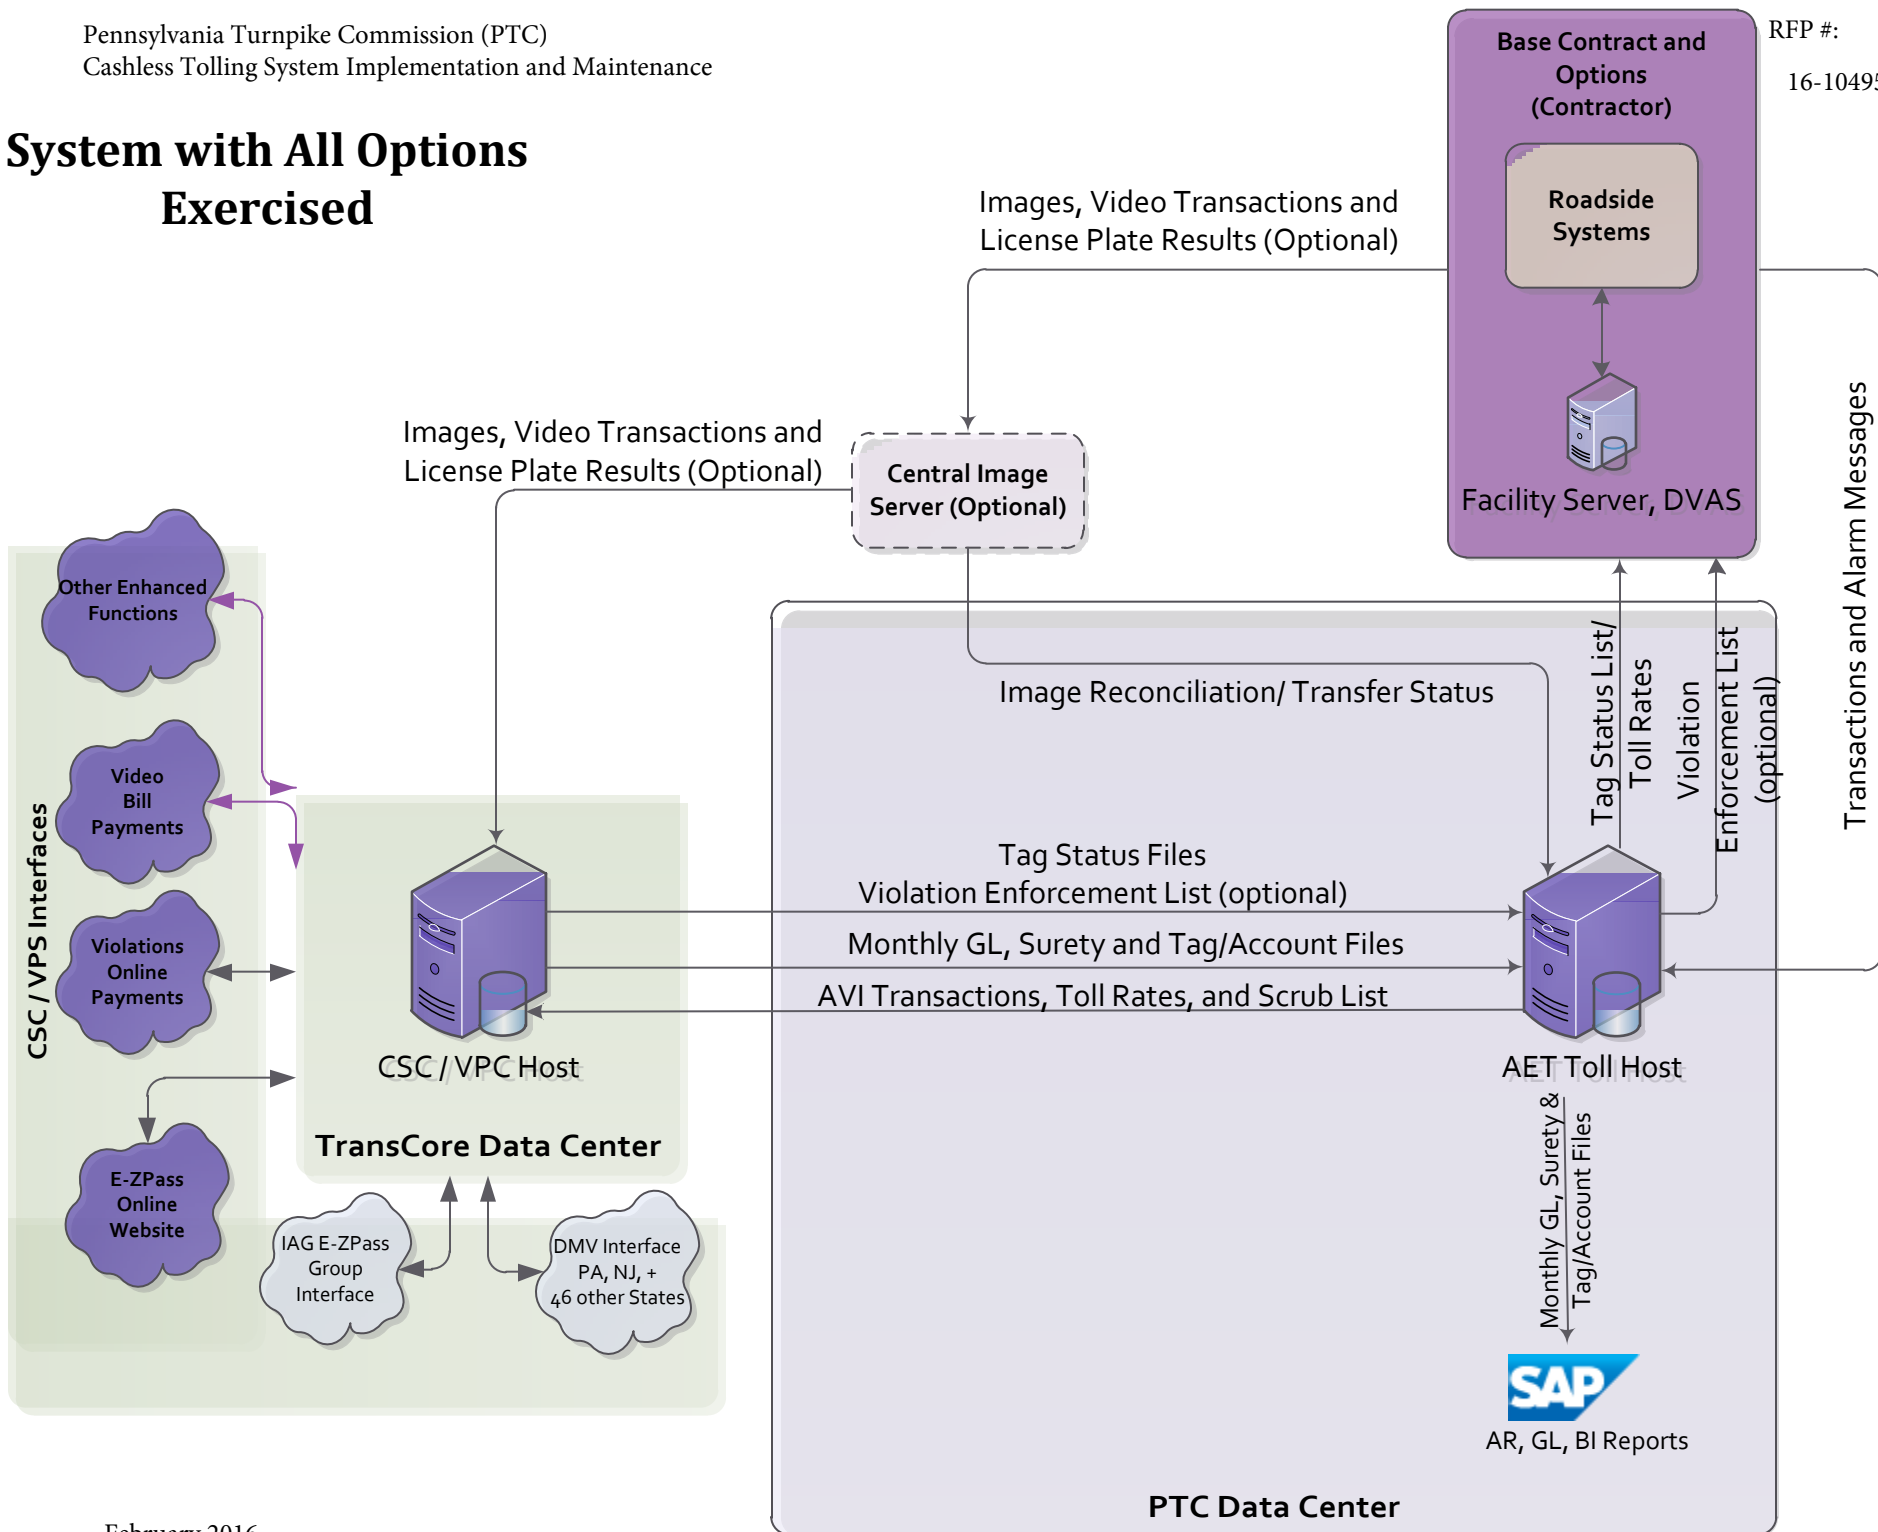 Pennsylvania Turnpike Commission (PTC)
Cashless Tolling System Implementation and Maintenance
RFP #:
16-10495
System with All Options
Exercised
Base Contract and
Options
(Contractor)
Roadside
Systems
Facility Server, DVAS
Images, Video Transactions and
License Plate Results (Optional)
Transactions and Alarm Messages
Images, Video Transactions and
License Plate Results (Optional)
Central Image
Server (Optional)
Image Reconciliation/ Transfer Status
Tag Status List/
Toll Rates
Violation
Enforcement List
(optional)
CSC / VPS Interfaces
Other Enhanced
Functions
Video
Bill
Payments
Violations
Online
Payments
E-ZPass
Online
Website
CSC / VPC Host
TransCore Data Center
IAG E-ZPass
Group
Interface
DMV Interface
PA, NJ, +
46 other States
Tag Status Files
Violation Enforcement List (optional)
Monthly GL, Surety and Tag/Account Files
AVI Transactions, Toll Rates, and Scrub List
AET Toll Host
Monthly GL, Surety &
Tag/Account Files
SAP
AR, GL, BI Reports
PTC Data Center
February 2016